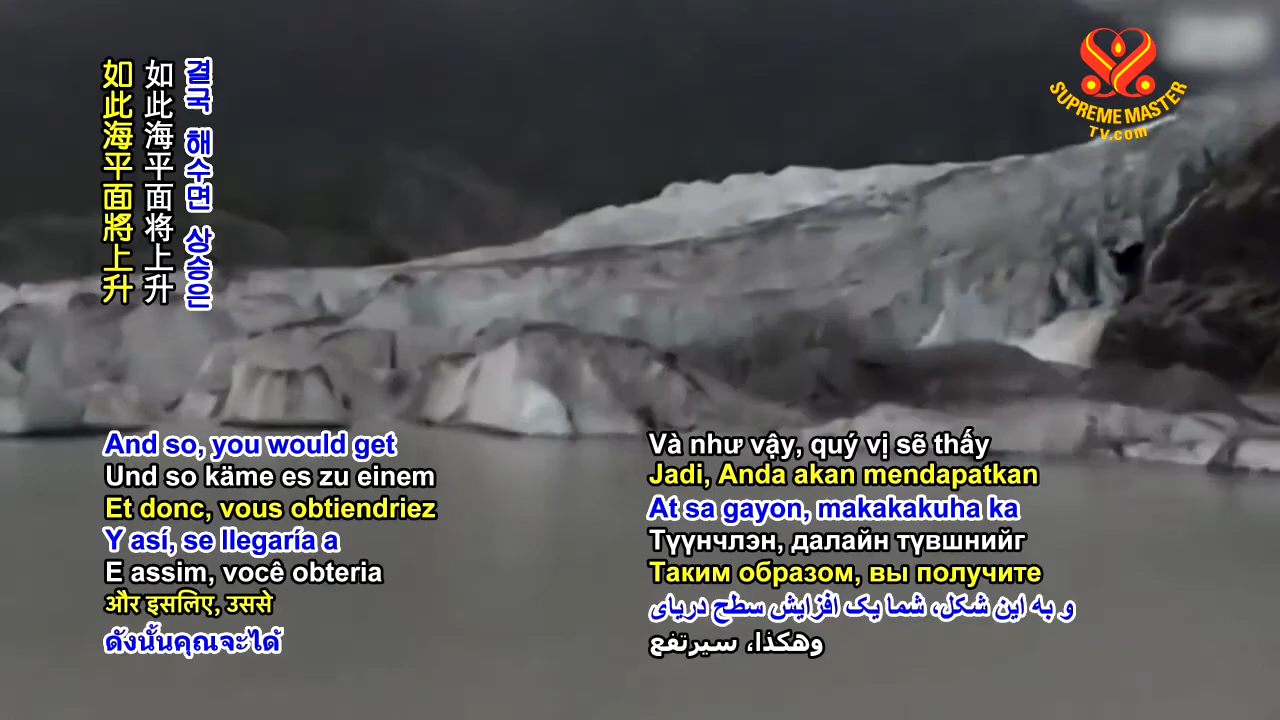 如此海平面將上升
如此海平面将上升
결국 해수면 상승은
SUPREME MASTER
TV.com
And so, you would get
Und so käme es zu einem
Et donc, vous obtiendriez
Y así, se llegaría a
E assim, você obteria
और इसलिए, उससे
ดังนั้นคุณจะได้
Và như vậy, quý vị sẽ thấy
Jadi, Anda akan mendapatkan
At sa gayon, makakakuha ka
Түүнчлэн, далайн түвшнийг
Таким образом, вы получите
و به این شکل، شما یک افزایش سطح دریای
وهكذا، سيرتفع